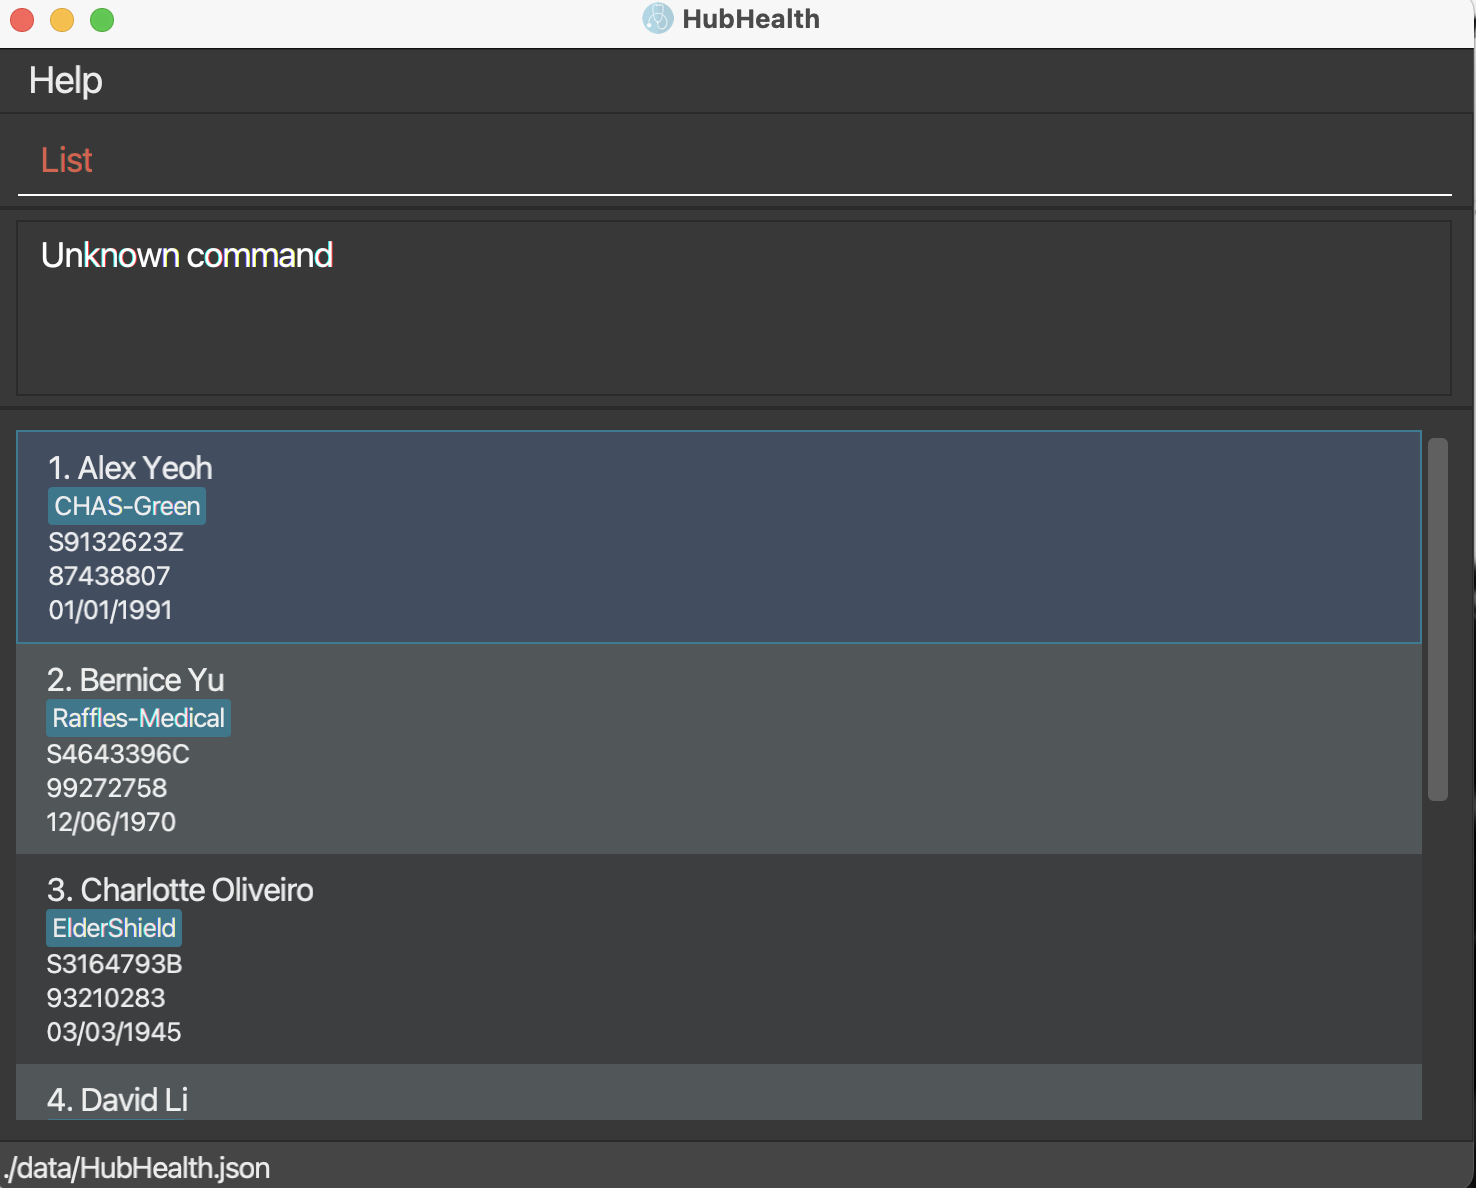 HubHealth
Help
List
Unknown command
1. Alex Yeoh
CHAS-Green
S9132623Z
87438807
01/01/1991
2. Bernice Yu
Raffles-Medical
S4643396C
99272758
12/06/1970
3. Charlotte Oliveiro
ElderShield
S3164793B
93210283
03/03/1945
4. David Li
./data/HubHealth.json